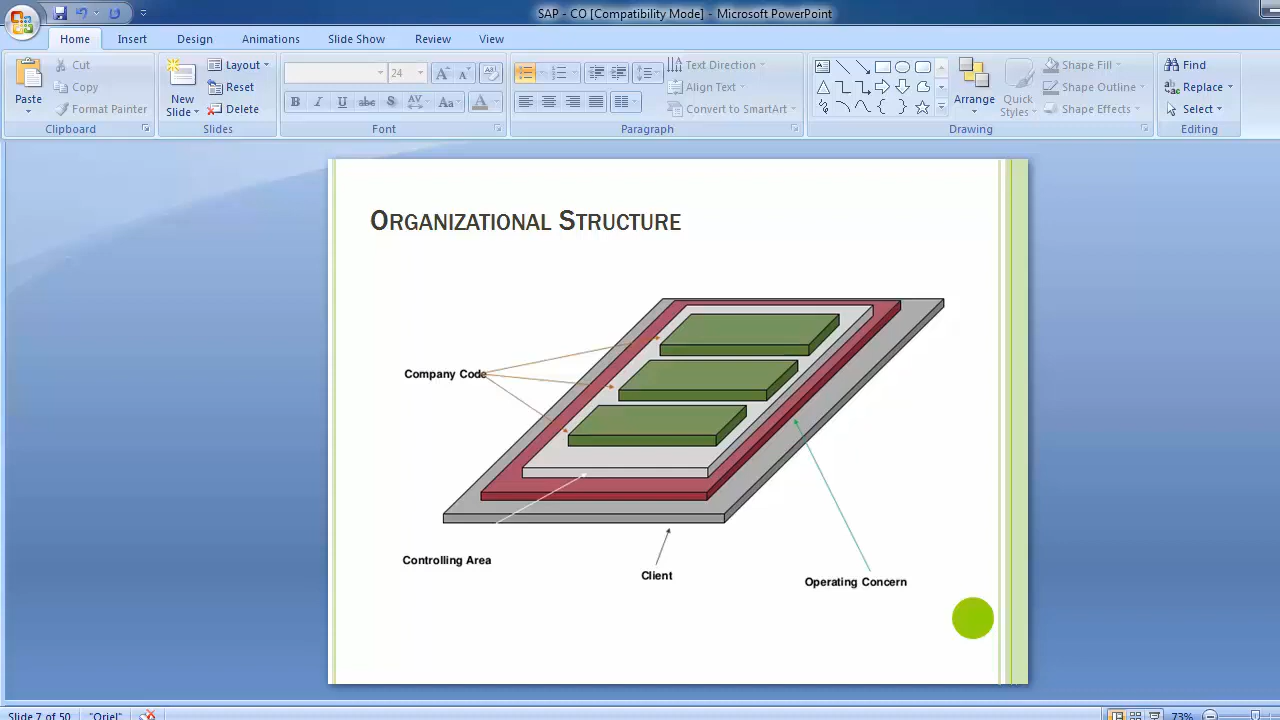 SAP - CO [Compatibility Mode] - Microsoft PowerPoint
Home Insert Design Animations Slide Show Review View
Paste
Cut
Copy
Format Painter
Clipboard
New Slide
Layout
Reset
Delete
Slides
24
B I U abc S AV Aa A
Font
Text Direction
Align Text
Convert to SmartArt
Paragraph
Arrange
Quick Styles
Shape Fill
Shape Outline
Shape Effects
Drawing
Find
Replace
Select
Editing
ORGANIZATIONAL STRUCTURE
Company Code
Controlling Area
Client
Operating Concern
Slide 7 of 50 "Oriel" 73%